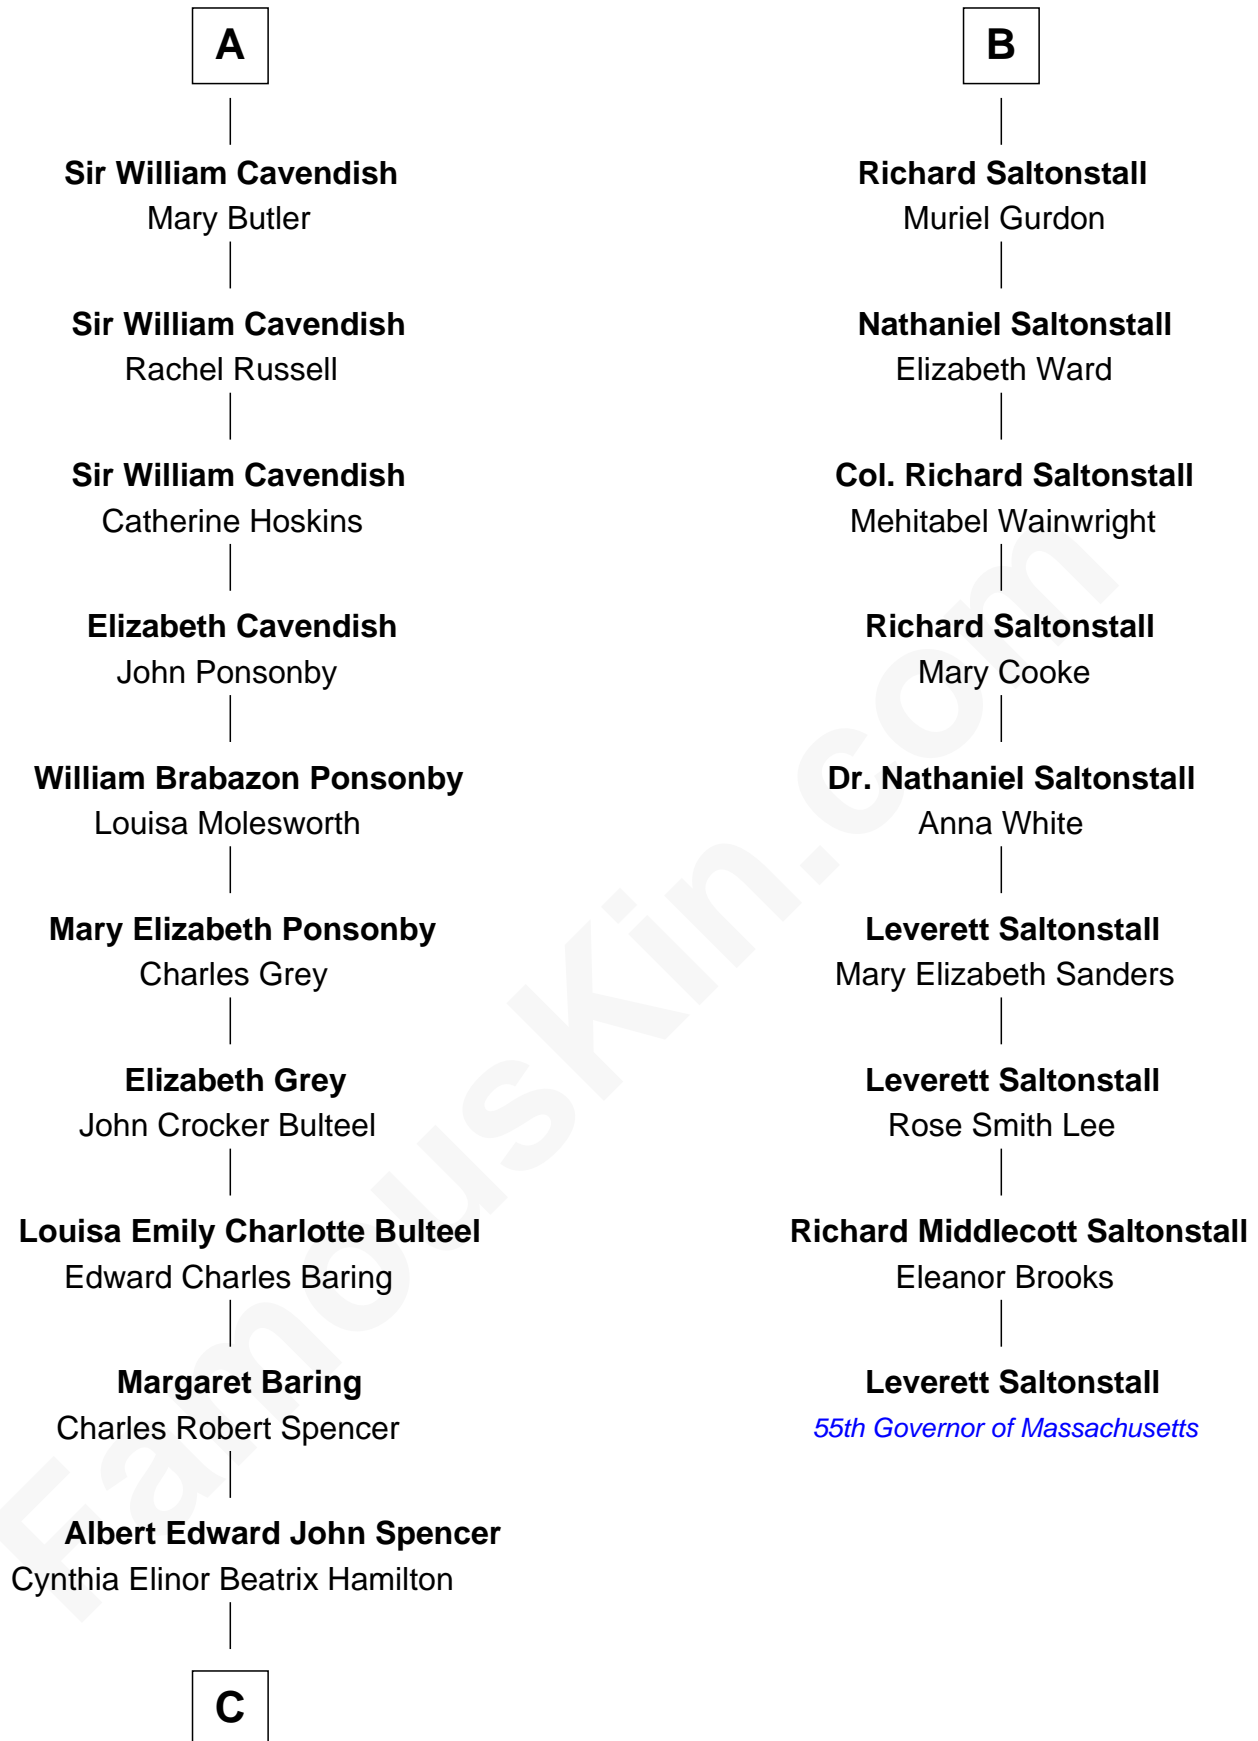 A
Sir William Cavendish
Mary Butler
Sir William Cavendish
Rachel Russell
Sir William Cavendish
Catherine Hoskins
Elizabeth Cavendish
John Ponsonby
William Brabazon Ponsonby
Louisa Molesworth
Mary Elizabeth Ponsonby
Charles Grey
Elizabeth Grey
John Crocker Bulteel
Louisa Emily Charlotte Bulteel
Edward Charles Baring
Margaret Baring
Charles Robert Spencer
Albert Edward John Spencer
Cynthia Elinor Beatrix Hamilton
C
B
Richard Saltonstall
Muriel Gurdon
Nathaniel Saltonstall
Elizabeth Ward
Col. Richard Saltonstall
Mehitabel Wainwright
Richard Saltonstall
Mary Cooke
Dr. Nathaniel Saltonstall
Anna White
Leverett Saltonstall
Mary Elizabeth Sanders
Leverett Saltonstall
Rose Smith Lee
Richard Middlecott Saltonstall
Eleanor Brooks
Leverett Saltonstall
55th Governor of Massachusetts
FamousKin.com